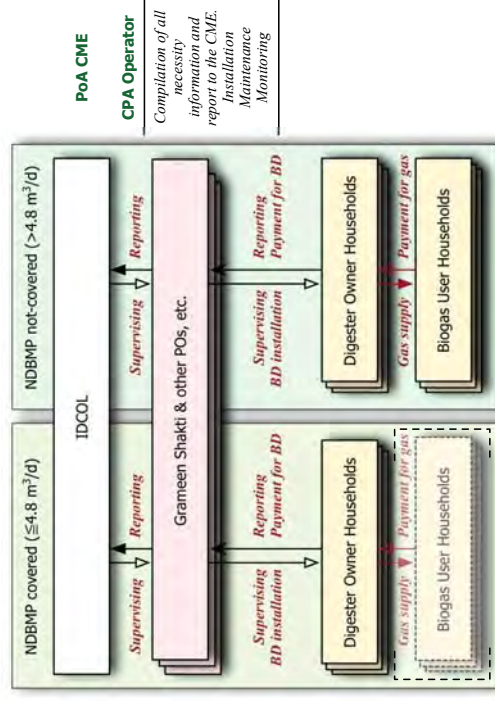 NDBMP covered (≦4.8 m³/d)
NDBMP not-covered (>4.8 m³/d)
IDCOL
PoA CME
Supervising
Reporting
Supervising
Reporting
Grameen Shakti & other POs, etc.
CPA Operator
Compilation of all
necessity
information and
report to the CME.
Installation
Maintenance
Monitoring
Supervising
BD installation
Reporting
Payment for BD
Supervising
BD installation
Reporting
Payment for BD
Digester Owner Households
Digester Owner Households
Gas supply
Payment for gas
Gas supply
Payment for gas
Biogas User Households
Biogas User Households